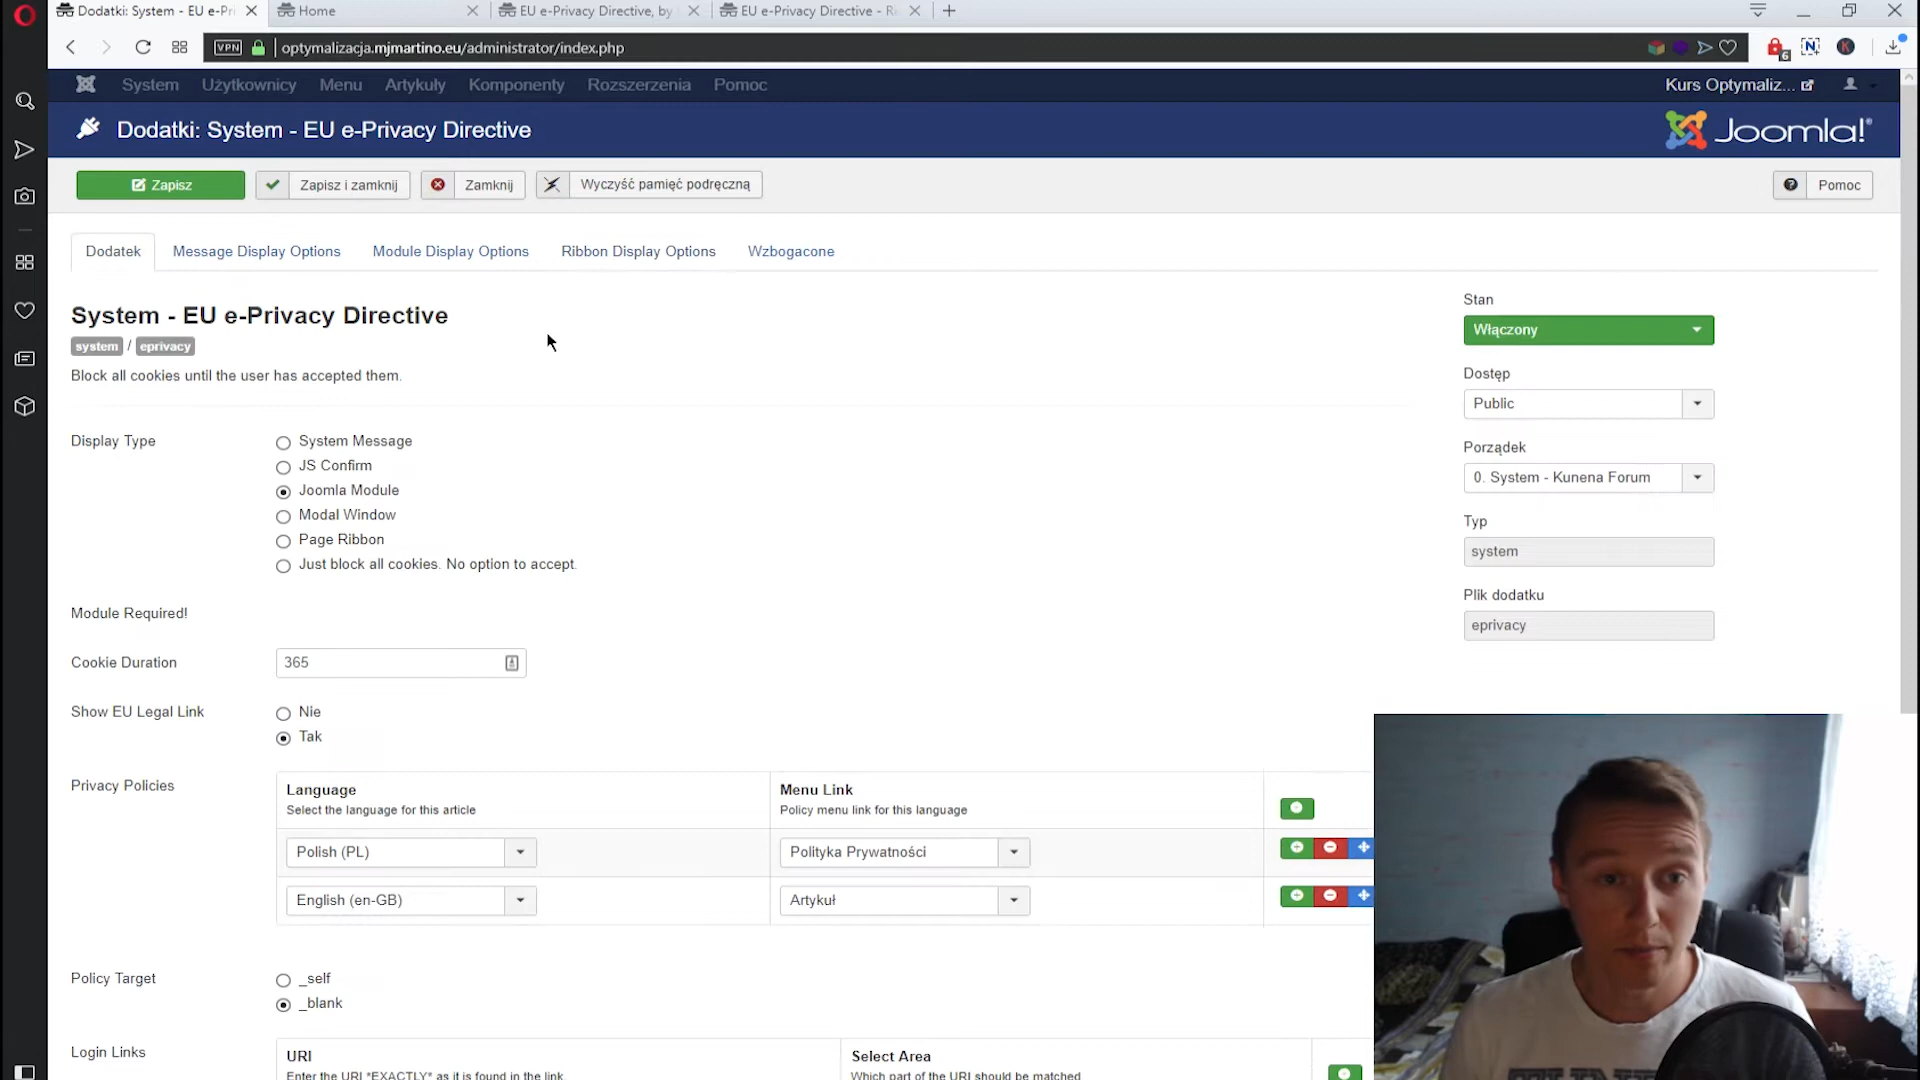 Dodatki: System - EU e-Pri
Home
EU e-Privacy Directive, by
EU e-Privacy Directive - R
VPN
optymalizacja.mjmartino.eu/administrator/index.php
6
System
Użytkownicy
Menu
Artykuły
Komponenty
Rozszerzenia
Pomoc
Kurs Optymaliz...
Dodatki: System - EU e-Privacy Directive
Joomla!®
Zapisz
Zapisz i zamknij
Zamknij
Wyczyść pamięć podręczną
Pomoc
Dodatek
Message Display Options
Module Display Options
Ribbon Display Options
Wzbogacone
System - EU e-Privacy Directive
system / eprivacy
Block all cookies until the user has accepted them.
Display Type
System Message
JS Confirm
Joomla Module
Modal Window
Page Ribbon
Just block all cookies. No option to accept.
Module Required!
Cookie Duration
365
Show EU Legal Link
Nie
Tak
Privacy Policies
Language
Select the language for this article
Menu Link
Policy menu link for this language
Polish (PL)
Polityka Prywatności
English (en-GB)
Artykuł
Policy Target
_self
_blank
Login Links
URI
Enter the URI *EXACTLY* as it is found in the link.
Select Area
Which part of the URI should be matched
Stan
Włączony
Dostęp
Public
Porządek
0. System - Kunena Forum
Typ
system
Plik dodatku
eprivacy